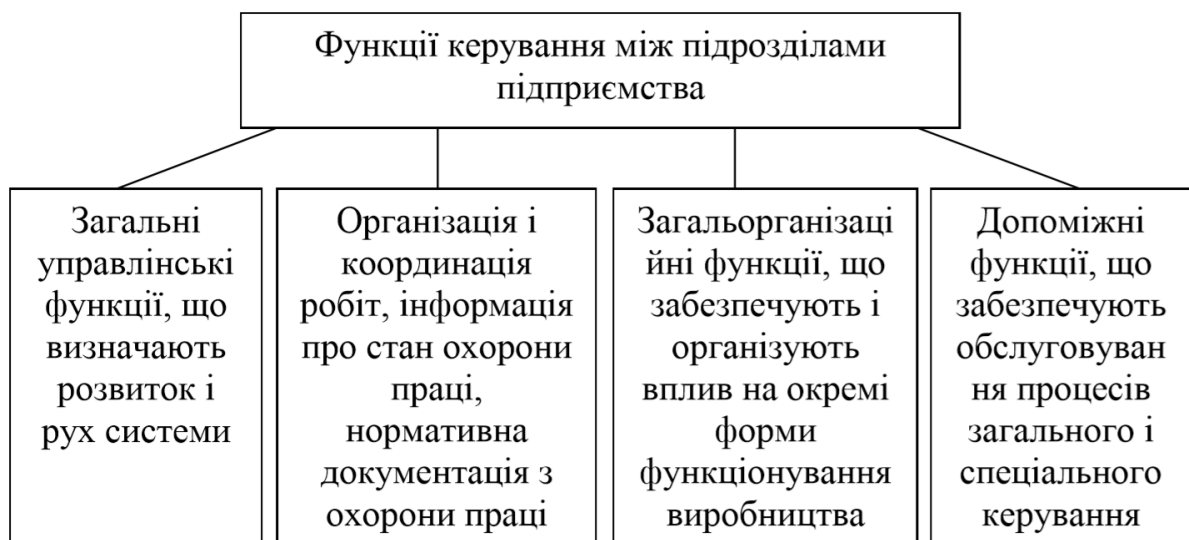 Функції керування між підрозділами
підприємства
Загальні
управлінські
функції, що
визначають
розвиток і
рух системи
Організація і
координація
робіт, інформація
про стан охорони
праці,
нормативна
документація з
охорони праці
Загальорганізаці
йні функції, що
забезпечують і
організують
вплив на окремі
форми
функціонування
виробництва
Допоміжні
функції, що
забезпечують
обслуговуван
ня процесів
загального і
спеціального
керування